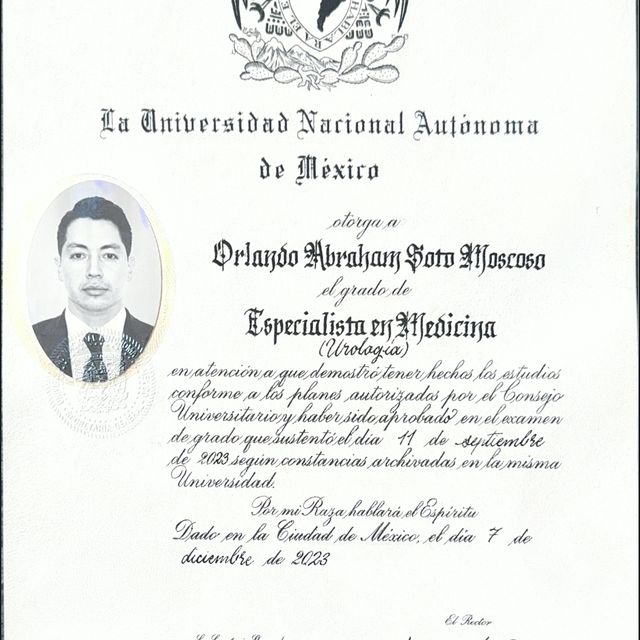 HABLARA EL E
La Universidad Nacional Autónoma
de México
otorga a
Orlando Abraham Soto Moscoso
el grado de
Especialista en Medicina
(Urología)
en atención a que demostró tener hechos los estudios
conforme a los planes autorizados por el Consejo
Universitario y haber sido aprobado en el examen
de grado que sustentó el día 11 de septiembre
de 2023 según constancias archivadas en la misma
Universidad.
Por mi Raza hablará el Espíritu
Dado en la Ciudad de México, el día 7 de
diciembre de 2023
El Rector